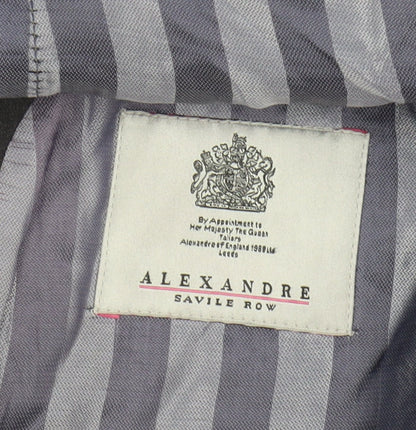 By Appointment to
Her Majesty The Queen
Tailors
Alexandre of England 1988 Ltd
Leeds
ALEXANDRE
SAVILE ROW